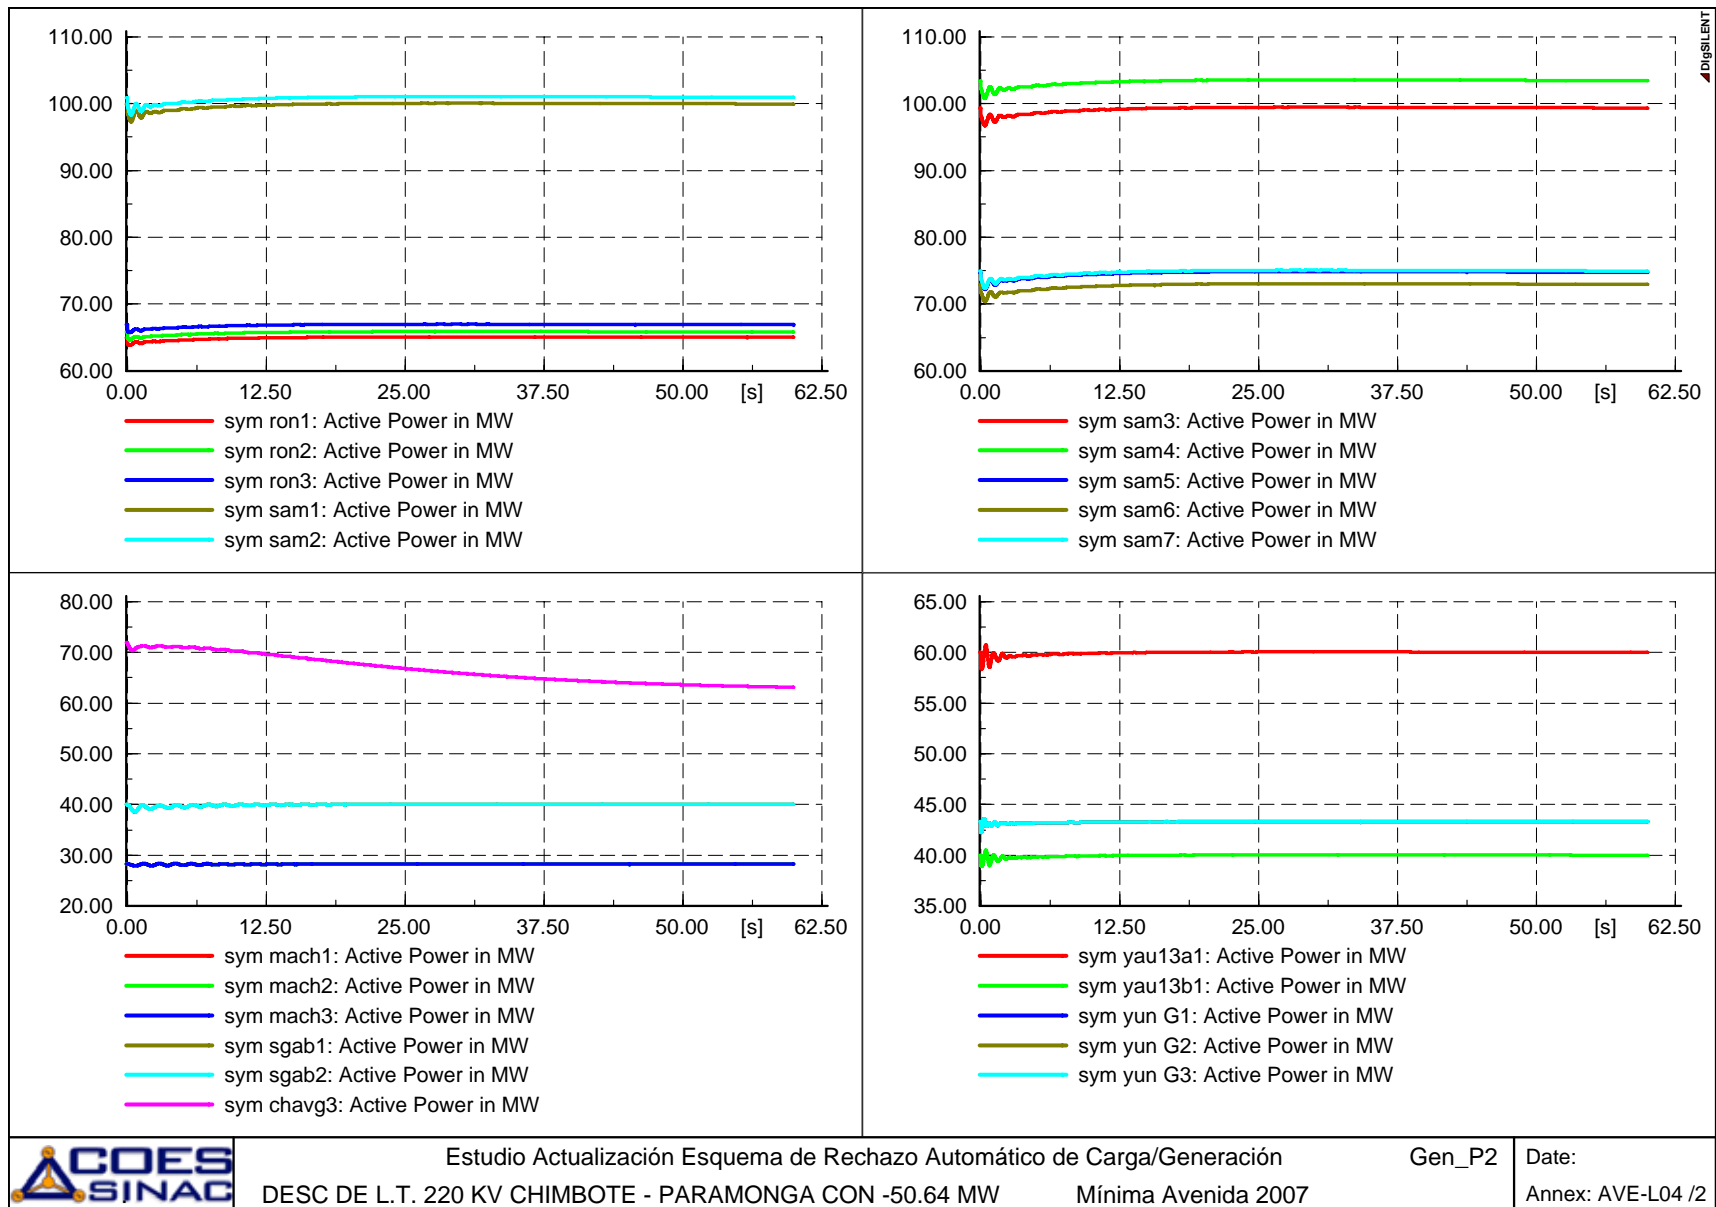 110.00
100.00
90.00
80.00
70.00
60.00
0.00 12.50 25.00 37.50 50.00 [s] 62.50
sym ron1: Active Power in MW
sym ron2: Active Power in MW
sym ron3: Active Power in MW
sym sam1: Active Power in MW
sym sam2: Active Power in MW
110.00
100.00
90.00
80.00
70.00
60.00
0.00 12.50 25.00 37.50 50.00 [s] 62.50
sym sam3: Active Power in MW
sym sam4: Active Power in MW
sym sam5: Active Power in MW
sym sam6: Active Power in MW
sym sam7: Active Power in MW
DIgSILENT
80.00
70.00
60.00
50.00
40.00
30.00
20.00
0.00 12.50 25.00 37.50 50.00 [s] 62.50
sym mach1: Active Power in MW
sym mach2: Active Power in MW
sym mach3: Active Power in MW
sym sgab1: Active Power in MW
sym sgab2: Active Power in MW
sym chavg3: Active Power in MW
65.00
60.00
55.00
50.00
45.00
40.00
35.00
0.00 12.50 25.00 37.50 50.00 [s] 62.50
sym yau13a1: Active Power in MW
sym yau13b1: Active Power in MW
sym yun G1: Active Power in MW
sym yun G2: Active Power in MW
sym yun G3: Active Power in MW
COES
SINAC
Estudio Actualización Esquema de Rechazo Automático de Carga/Generación Gen_P2
DESC DE L.T. 220 KV CHIMBOTE - PARAMONGA CON -50.64 MW Mínima Avenida 2007
Date:
Annex: AVE-L04 /2